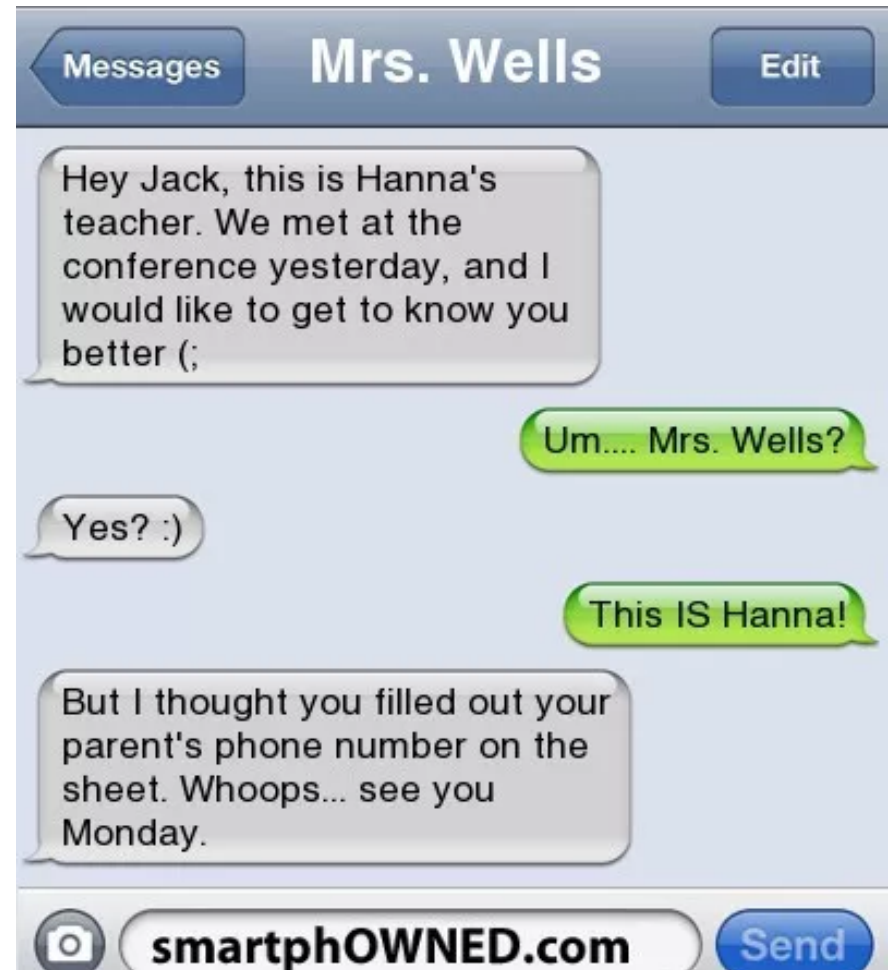 Messages
Mrs. Wells
Edit
Hey Jack, this is Hanna's
teacher. We met at the
conference yesterday, and I
would like to get to know you
better (;
Um.... Mrs. Wells?
Yes? :)
This IS Hanna!
But I thought you filled out your
parent's phone number on the
sheet. Whoops... see you
Monday.
smartphOWNED.com
Send